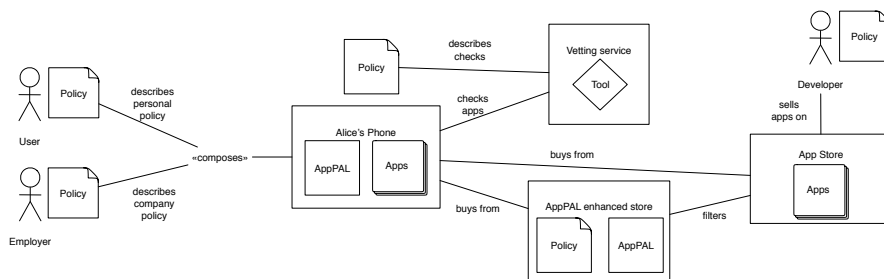 Policy
User
describes
personal
policy
Policy
Employer
describes
company
policy
«composes»
Policy
describes
checks
Vetting service
Tool
checks
apps
Alice's Phone
AppPAL
Apps
buys from
buys from
AppPAL enhanced store
Policy
AppPAL
filters
Policy
Developer
sells
apps on
App Store
Apps